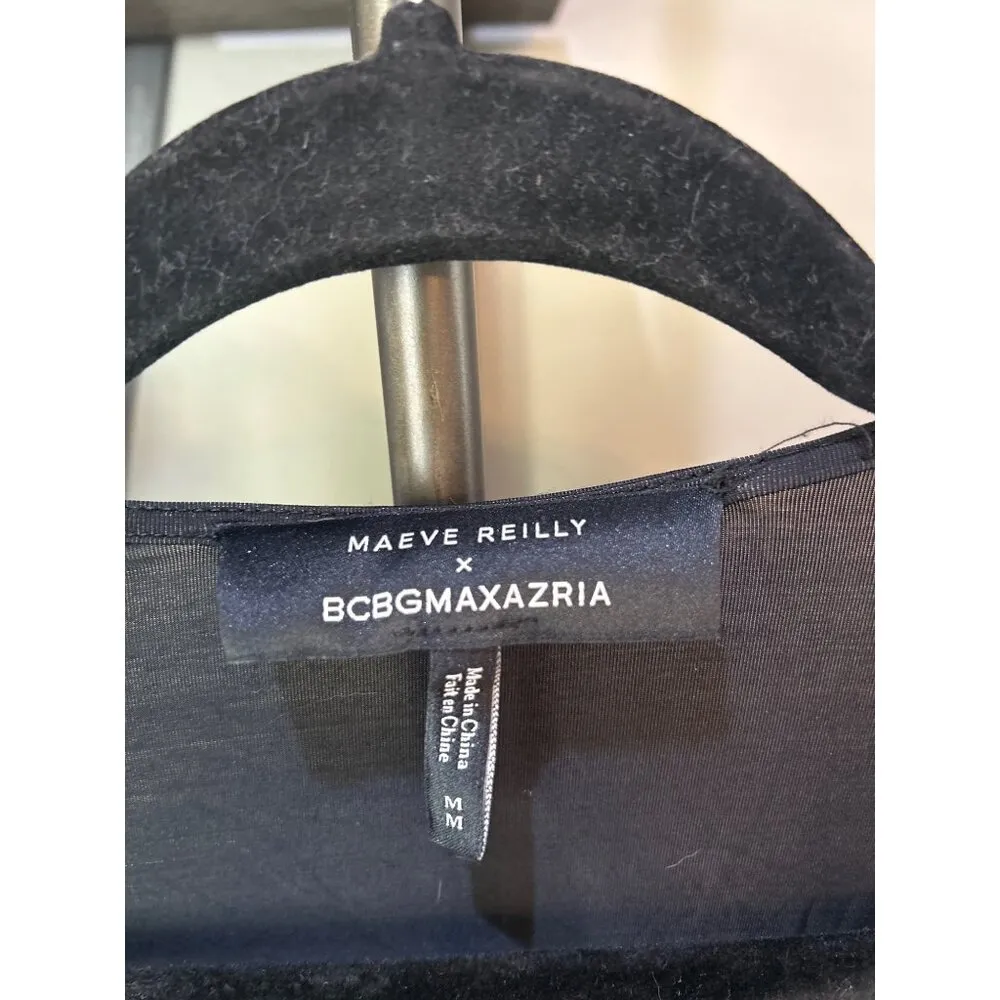 MAEVE REILLY
x
BCBGMAXAZRIA
Made in China
Fait en Chine
M
M